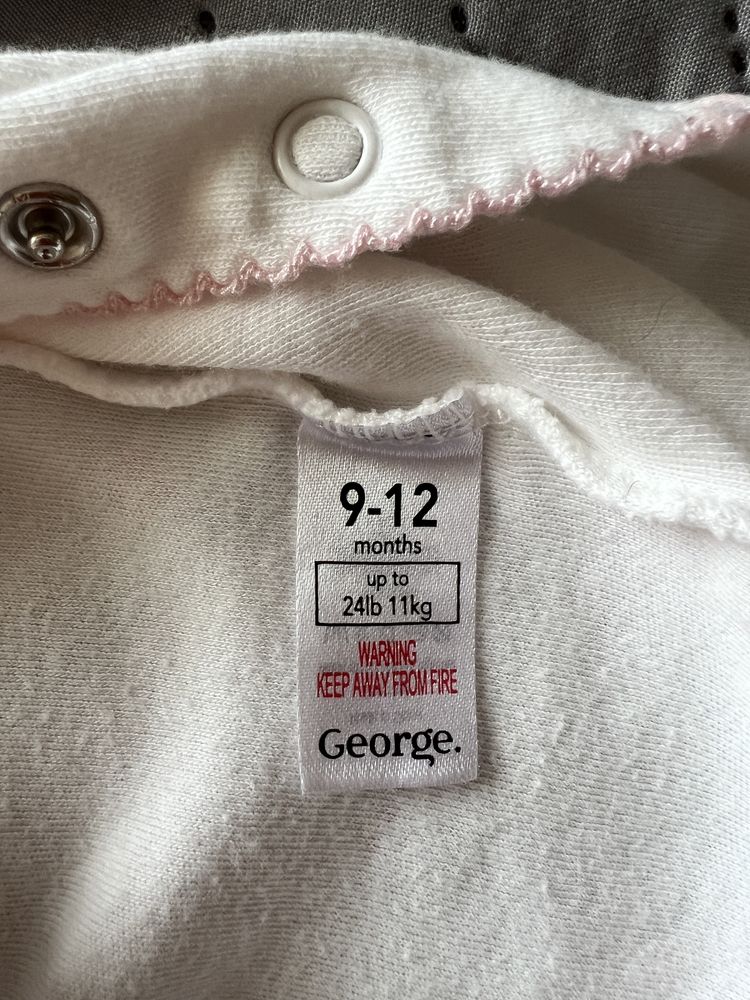 9-12
months
up to
24lb 11kg
WARNING
KEEP AWAY FROM FIRE
George.